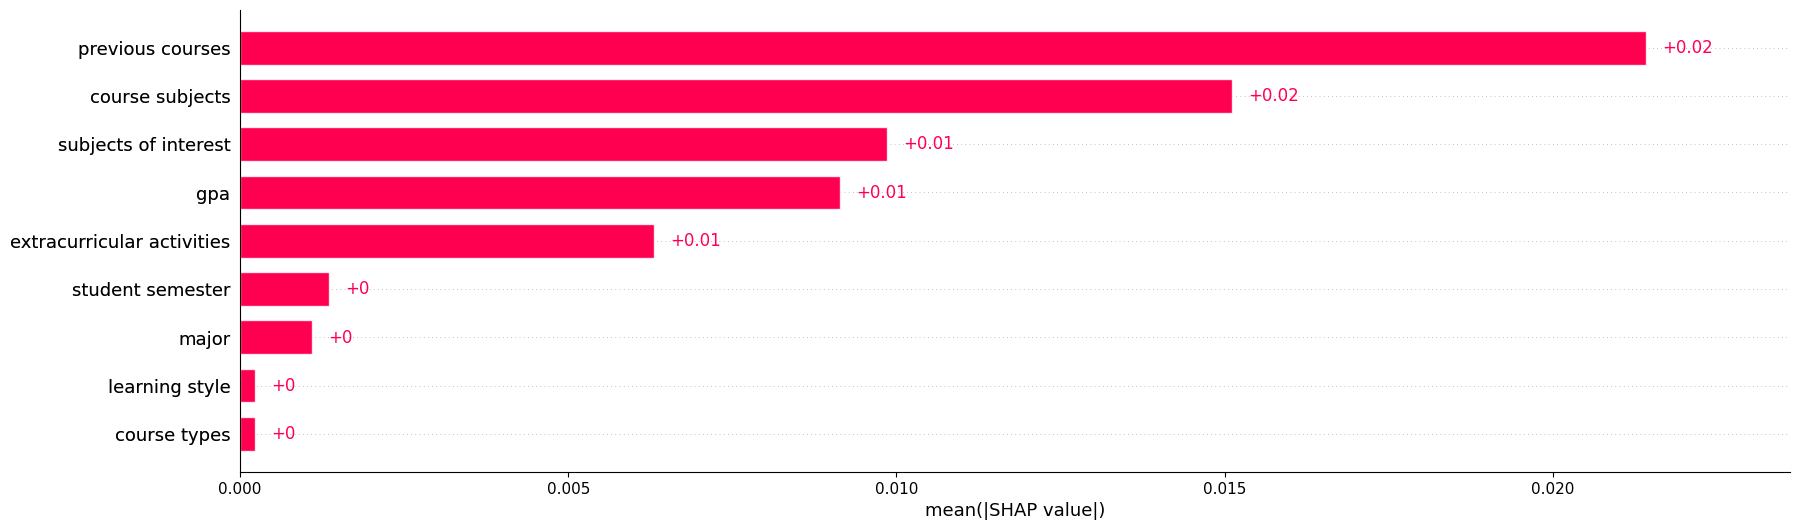 previous courses +0.02
course subjects +0.02
subjects of interest +0.01
gpa +0.01
extracurricular activities +0.01
student semester +0
major +0
learning style +0
course types +0
0.000 0.005 0.010 0.015 0.020
mean(|SHAP value|)